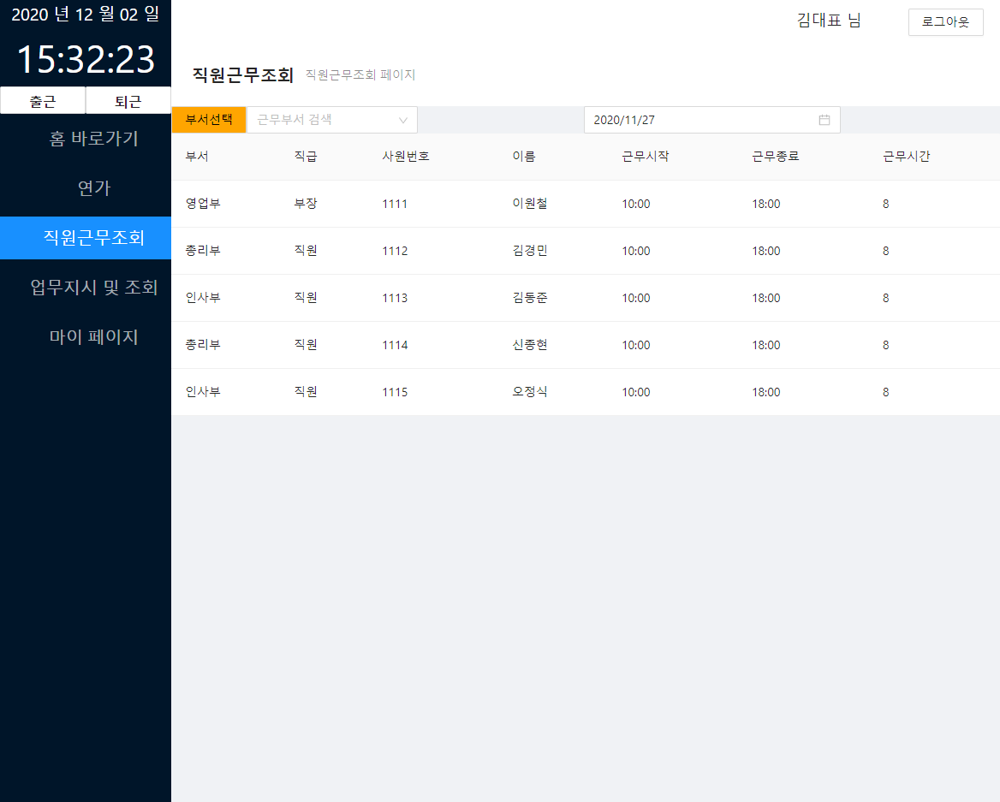 2020 년 12 월 02 일
15:32:23
출근 퇴근
홈 바로가기
연가
직원근무조회
업무지시 및 조회
마이 페이지
김대표 님 로그아웃
직원근무조회 직원근무조회 페이지
부서선택 근무부서 검색 2020/11/27
부서 직급 사원번호 이름 근무시작 근무종료 근무시간
영업부 부장 1111 이원철 10:00 18:00 8
총리부 직원 1112 김경민 10:00 18:00 8
인사부 직원 1113 김동준 10:00 18:00 8
총리부 직원 1114 신종현 10:00 18:00 8
인사부 직원 1115 오정식 10:00 18:00 8